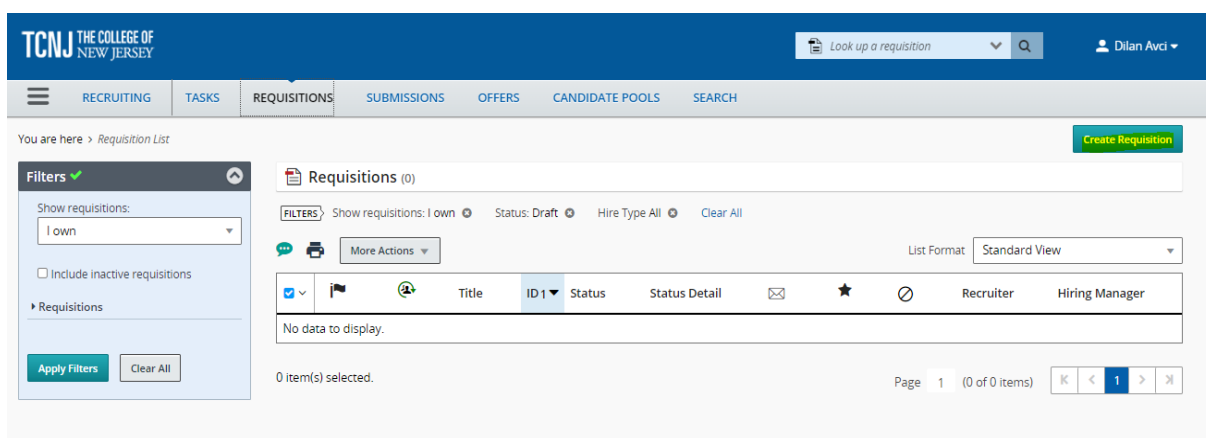 TCNJ THE COLLEGE OF
NEW JERSEY
Look up a requisition
Dilan Avci
RECRUITING TASKS REQUISITIONS SUBMISSIONS OFFERS CANDIDATE POOLS SEARCH
You are here > Requisition List
Create Requisition
Filters
Show requisitions:
I own
Include inactive requisitions
Requisitions
Apply Filters Clear All
Requisitions (0)
FILTERS Show requisitions: I own Status: Draft Hire Type All Clear All
More Actions List Format Standard View
Title ID 1 Status Status Detail Recruiter Hiring Manager
No data to display.
0 item(s) selected. Page 1 (0 of 0 items) K < 1 > X